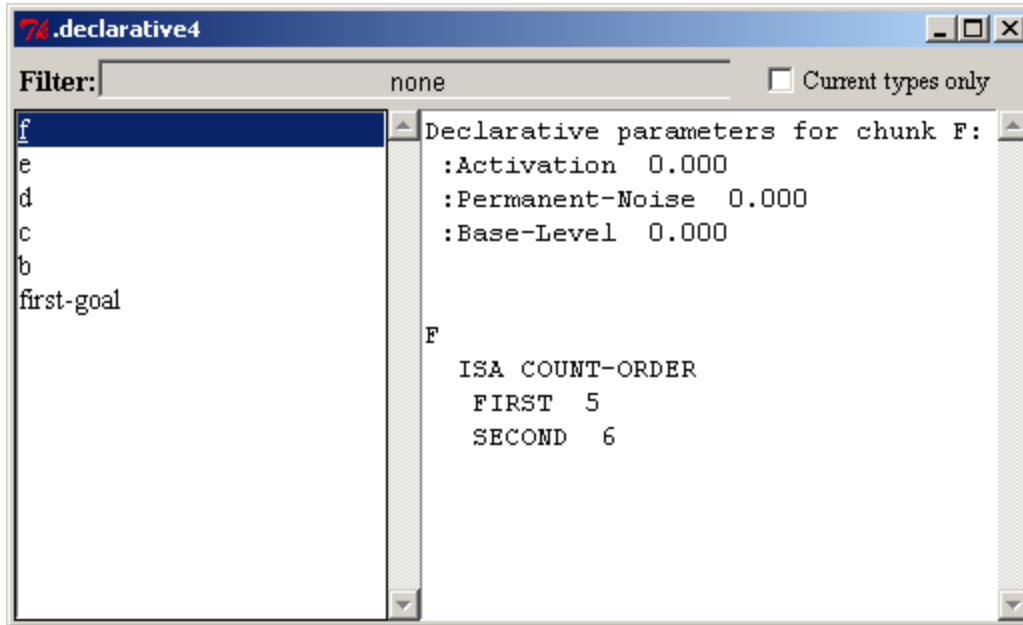 .declarative4
Filter: none Current types only
f
e
d
c
b
first-goal
Declarative parameters for chunk F:
:Activation 0.000
:Permanent-Noise 0.000
:Base-Level 0.000
F
ISA COUNT-ORDER
FIRST 5
SECOND 6